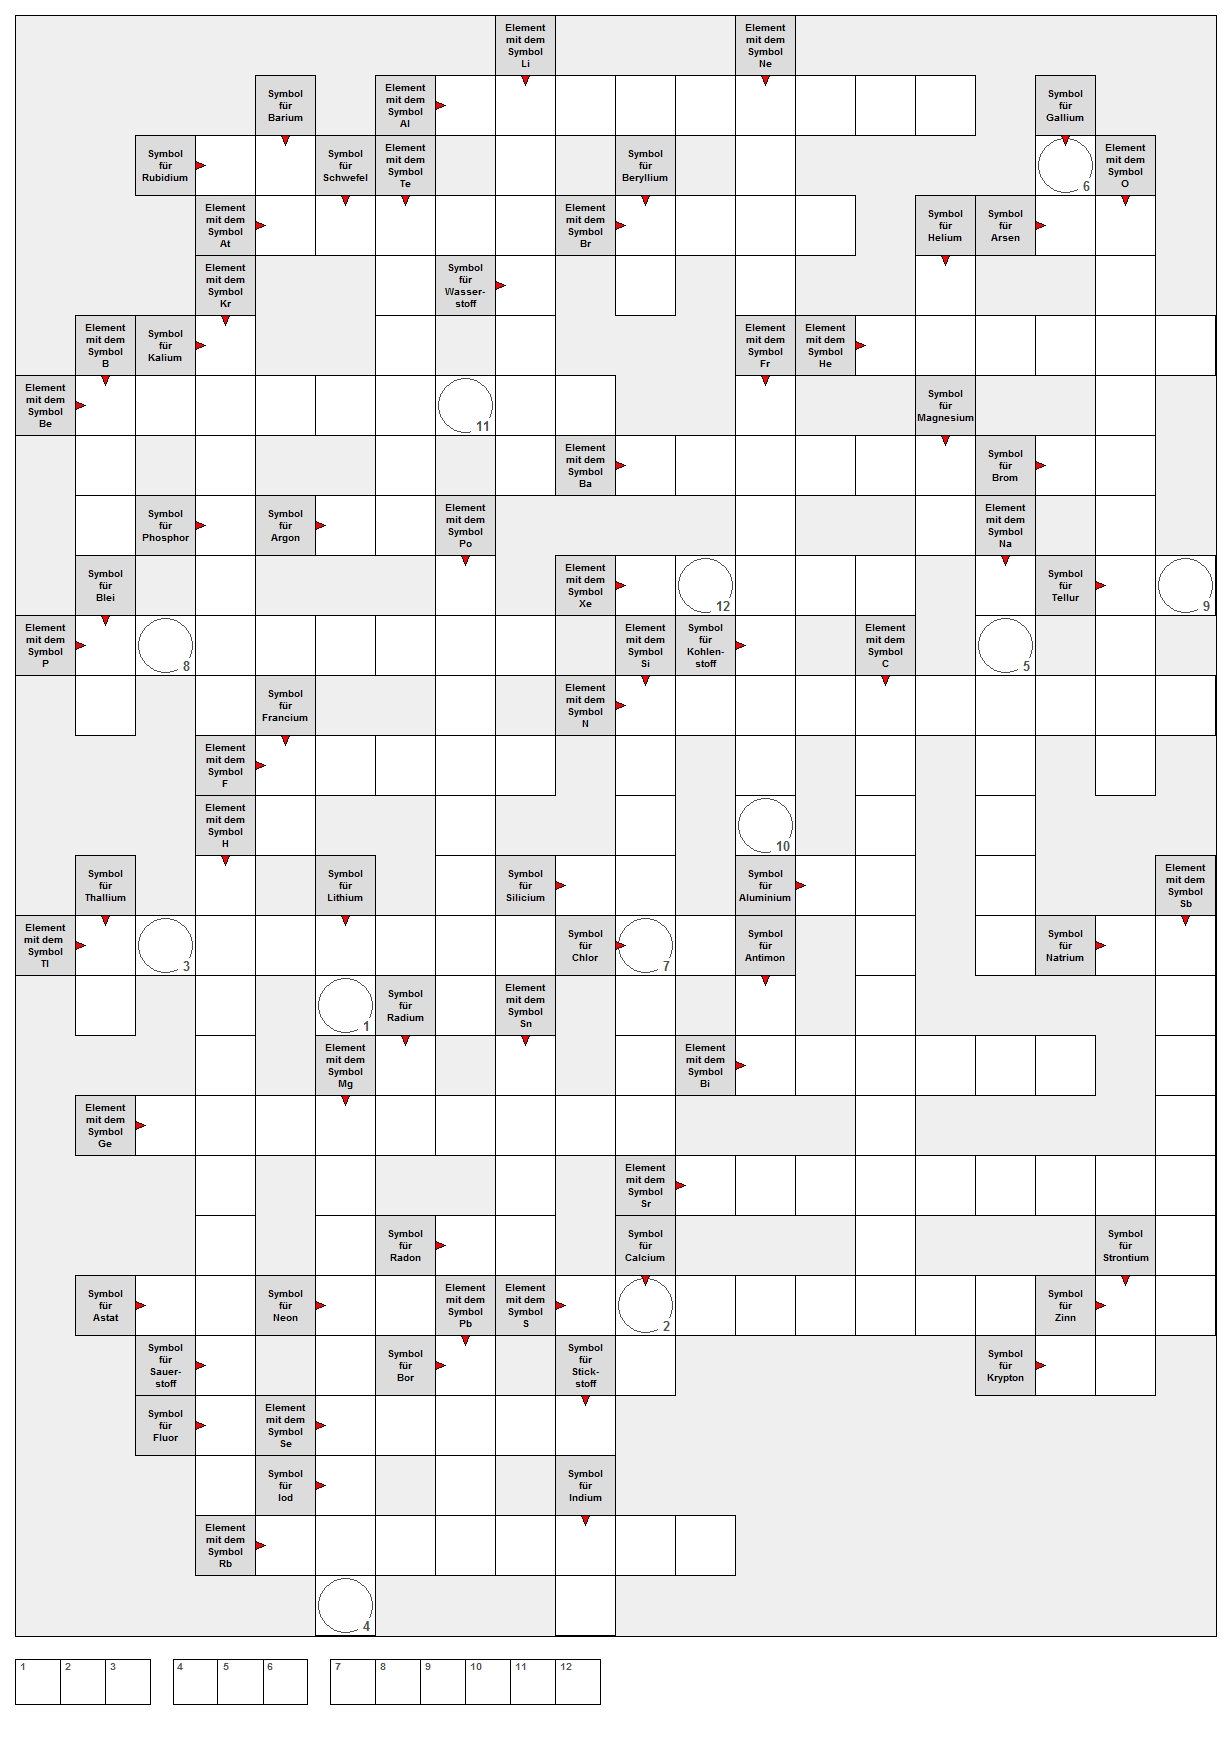 Element
mit dem
Symbol
Li
Element
mit dem
Symbol
Ne
Symbol
für
Barium
Element
mit dem
Symbol
Al
Symbol
für
Gallium
Symbol
für
Rubidium
Symbol
für
Schwefel
Element
mit dem
Symbol
Te
Symbol
für
Beryllium
6
Element
mit dem
Symbol
O
Element
mit dem
Symbol
At
Element
mit dem
Symbol
Br
Symbol
für
Helium
Symbol
für
Arsen
Element
mit dem
Symbol
Kr
Symbol
für
Wasser-
stoff
Element
mit dem
Symbol
B
Symbol
für
Kalium
Element
mit dem
Symbol
Fr
Element
mit dem
Symbol
He
Element
mit dem
Symbol
Be
11
Symbol
für
Magnesium
Element
mit dem
Symbol
Ba
Symbol
für
Brom
Symbol
für
Phosphor
Symbol
für
Argon
Element
mit dem
Symbol
Po
Element
mit dem
Symbol
Na
Symbol
für
Blei
Element
mit dem
Symbol
Xe
12
Symbol
für
Tellur
9
Element
mit dem
Symbol
P
8
Element
mit dem
Symbol
Si
Symbol
für
Kohlen-
stoff
Element
mit dem
Symbol
C
5
Symbol
für
Francium
Element
mit dem
Symbol
N
Element
mit dem
Symbol
F
Element
mit dem
Symbol
H
10
Symbol
für
Thallium
Symbol
für
Lithium
Symbol
für
Silicium
Symbol
für
Aluminium
Element
mit dem
Symbol
Sb
Element
mit dem
Symbol
Tl
3
Symbol
für
Chlor
7
Symbol
für
Antimon
Symbol
für
Natrium
1
Symbol
für
Radium
Element
mit dem
Symbol
Sn
Element
mit dem
Symbol
Mg
Element
mit dem
Symbol
Bi
Element
mit dem
Symbol
Ge
Element
mit dem
Symbol
Sr
Symbol
für
Radon
Symbol
für
Calcium
Symbol
für
Strontium
Symbol
für
Astat
Symbol
für
Neon
Element
mit dem
Symbol
Pb
Element
mit dem
Symbol
S
2
Symbol
für
Zinn
Symbol
für
Sauer-
stoff
Symbol
für
Bor
Symbol
für
Stick-
stoff
Symbol
für
Krypton
Symbol
für
Fluor
Element
mit dem
Symbol
Se
Symbol
für
Iod
Symbol
für
Indium
Element
mit dem
Symbol
Rb
4
1 2 3 4 5 6 7 8 9 10 11 12